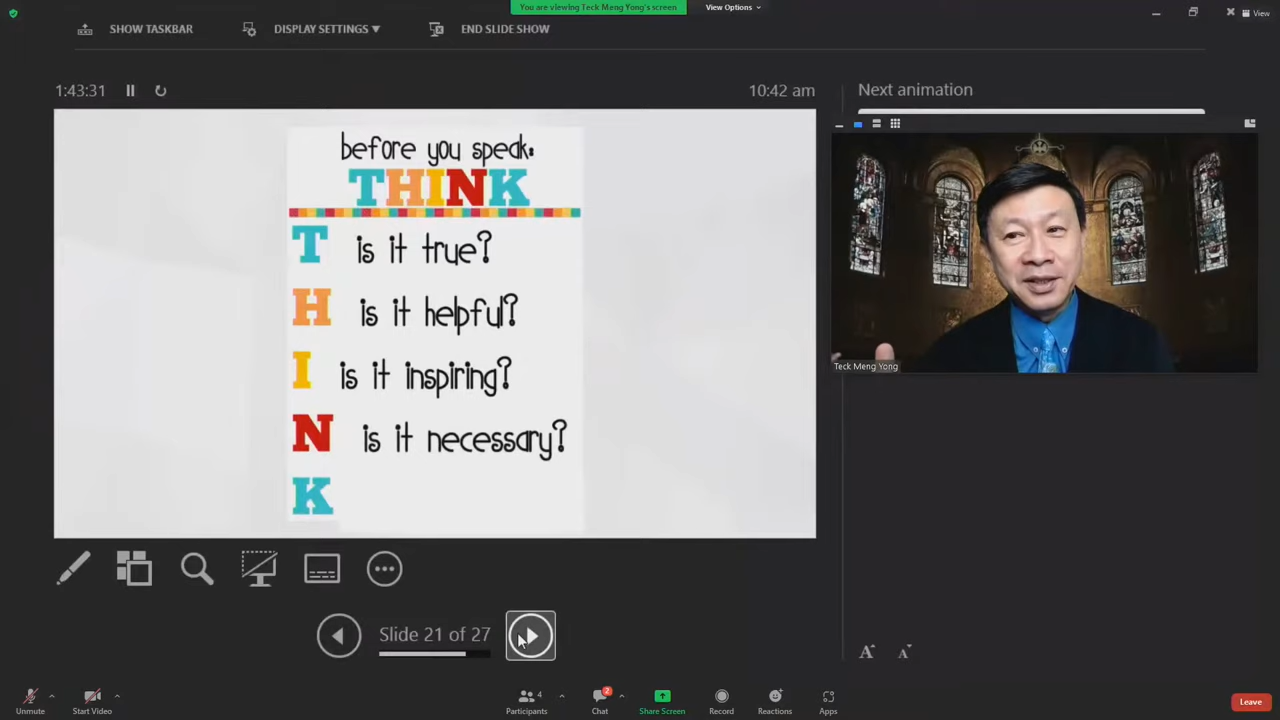 You are viewing Teck Meng Yong's screen
View Options
View
SHOW TASKBAR
DISPLAY SETTINGS
END SLIDE SHOW
1:43:31
10:42 am
Next animation
before you speak:
THINK
T is it true?
H is it helpful?
I is it inspiring?
N is it necessary?
K
Teck Meng Yong
Slide 21 of 27
A A
Unmute
Start Video
4
Participants
2
Chat
Share Screen
Record
Reactions
Apps
Leave